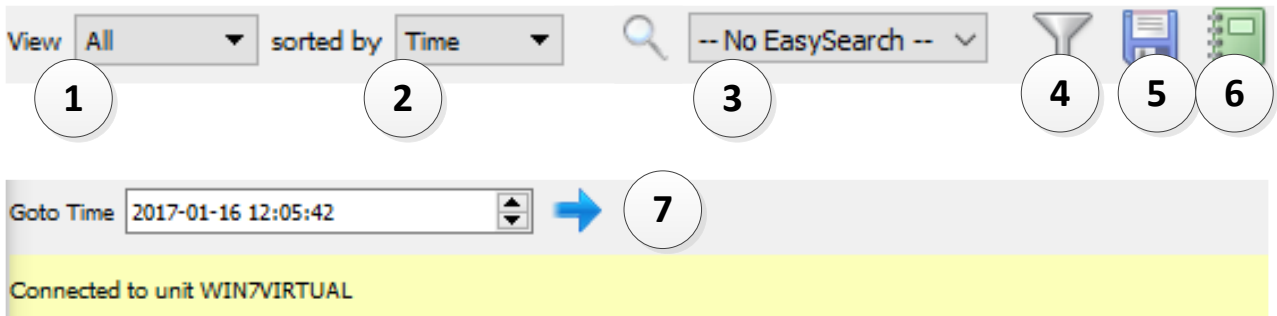 View All sorted by Time -- No EasySearch --
1 2 3 4 5 6
Goto Time 2017-01-16 12:05:42 7
Connected to unit WIN7VIRTUAL